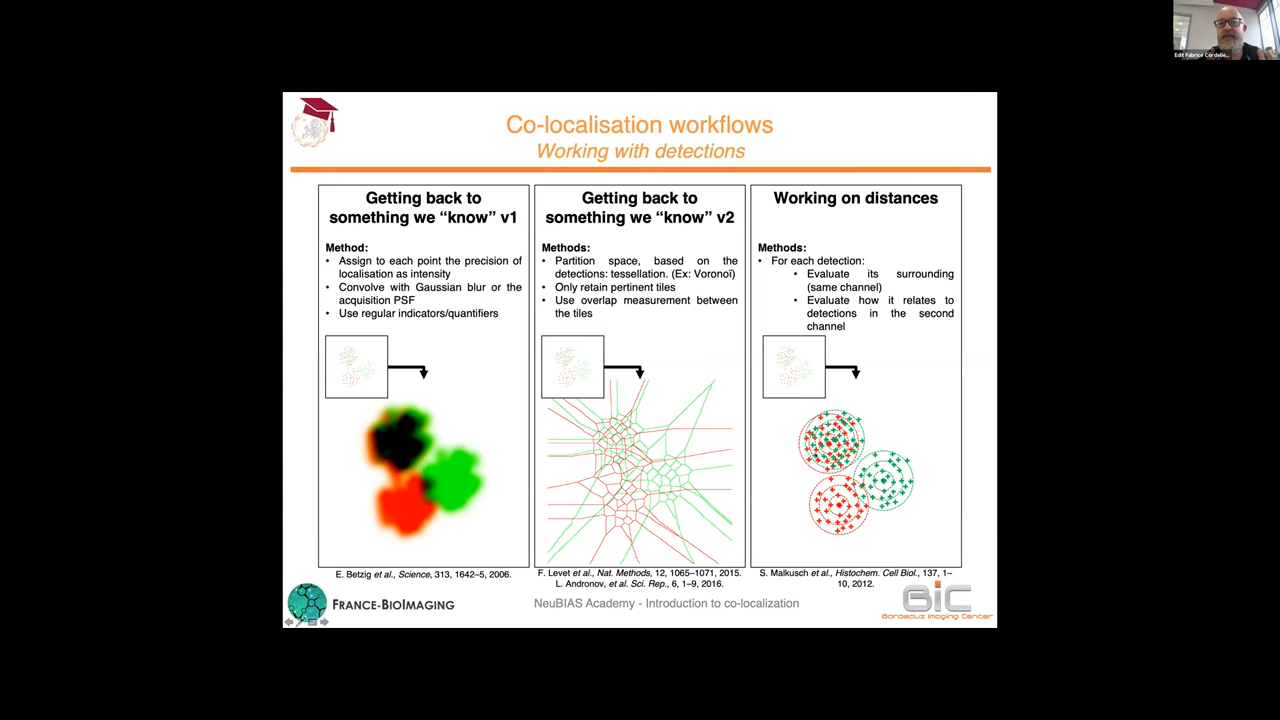 Edit Fabrice Cordelie...
Co-localisation workflows
Working with detections
Getting back to
something we “know” v1
Method:
• Assign to each point the precision of
localisation as intensity
• Convolve with Gaussian blur or the
acquisition PSF
• Use regular indicators/quantifiers
E. Betzig et al., Science, 313, 1642–5, 2006.
Getting back to
something we “know” v2
Methods:
• Partition space, based on the
detections: tessellation. (Ex: Voronoï)
• Only retain pertinent tiles
• Use overlap measurement between
the tiles
F. Levet et al., Nat. Methods, 12, 1065–1071, 2015.
L. Andronov, et al. Sci. Rep., 6, 1–9, 2016.
Working on distances
Methods:
• For each detection:
• Evaluate its surrounding
(same channel)
• Evaluate how it relates to
detections in the second
channel
S. Malkusch et al., Histochem. Cell Biol., 137, 1–
10, 2012.
FRANCE-BIOIMAGING
NeuBIAS Academy - Introduction to co-localization
BiC
Bordeaux Imaging Center